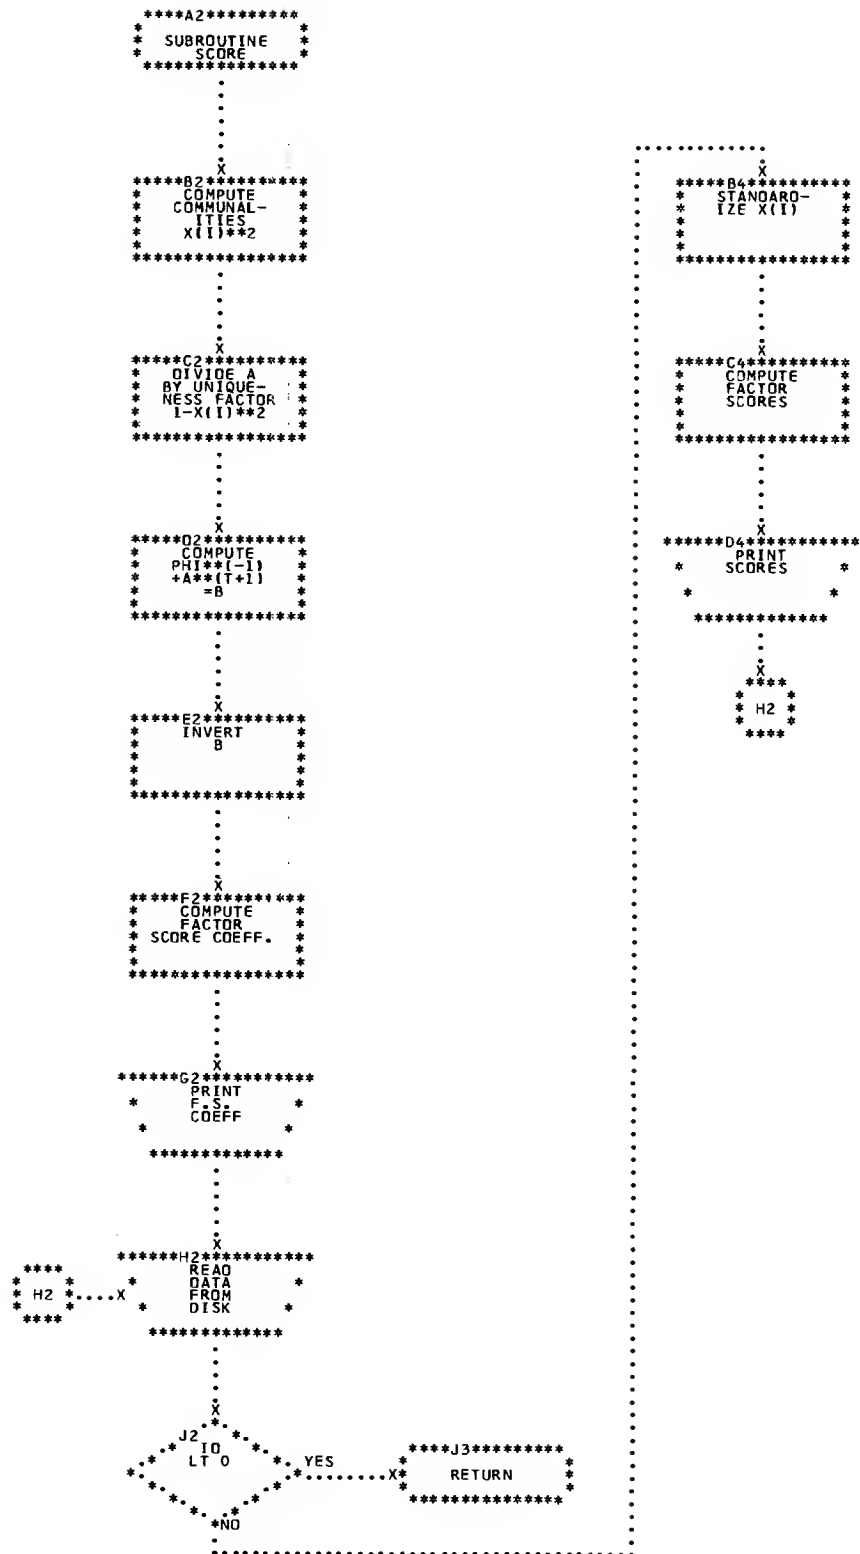 A2
SUBROUTINE
SCORE
B2
COMPUTE
COMMUNAL-
ITIES
X(I)**2
C2
DIVIDE A
BY UNIQUE-
NESS FACTOR
1-X(I)**2
D2
COMPUTE
PHI**(-1)
+A**(T+1)
=B
E2
INVERT
B
F2
COMPUTE
FACTOR
SCORE COEFF.
G2
PRINT
F.S.
COEFF
H2
H2
READ
DATA
FROM
DISK
J2
ID
LT 0
YES
NO
J3
RETURN
B4
STANDARD-
IZE X(I)
C4
COMPUTE
FACTOR
SCORES
D4
PRINT
SCORES
H2